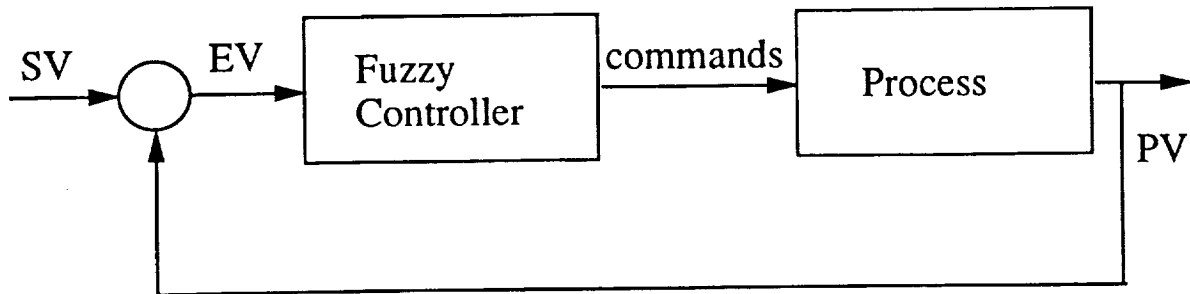 SV
EV
Fuzzy
Controller
commands
Process
PV